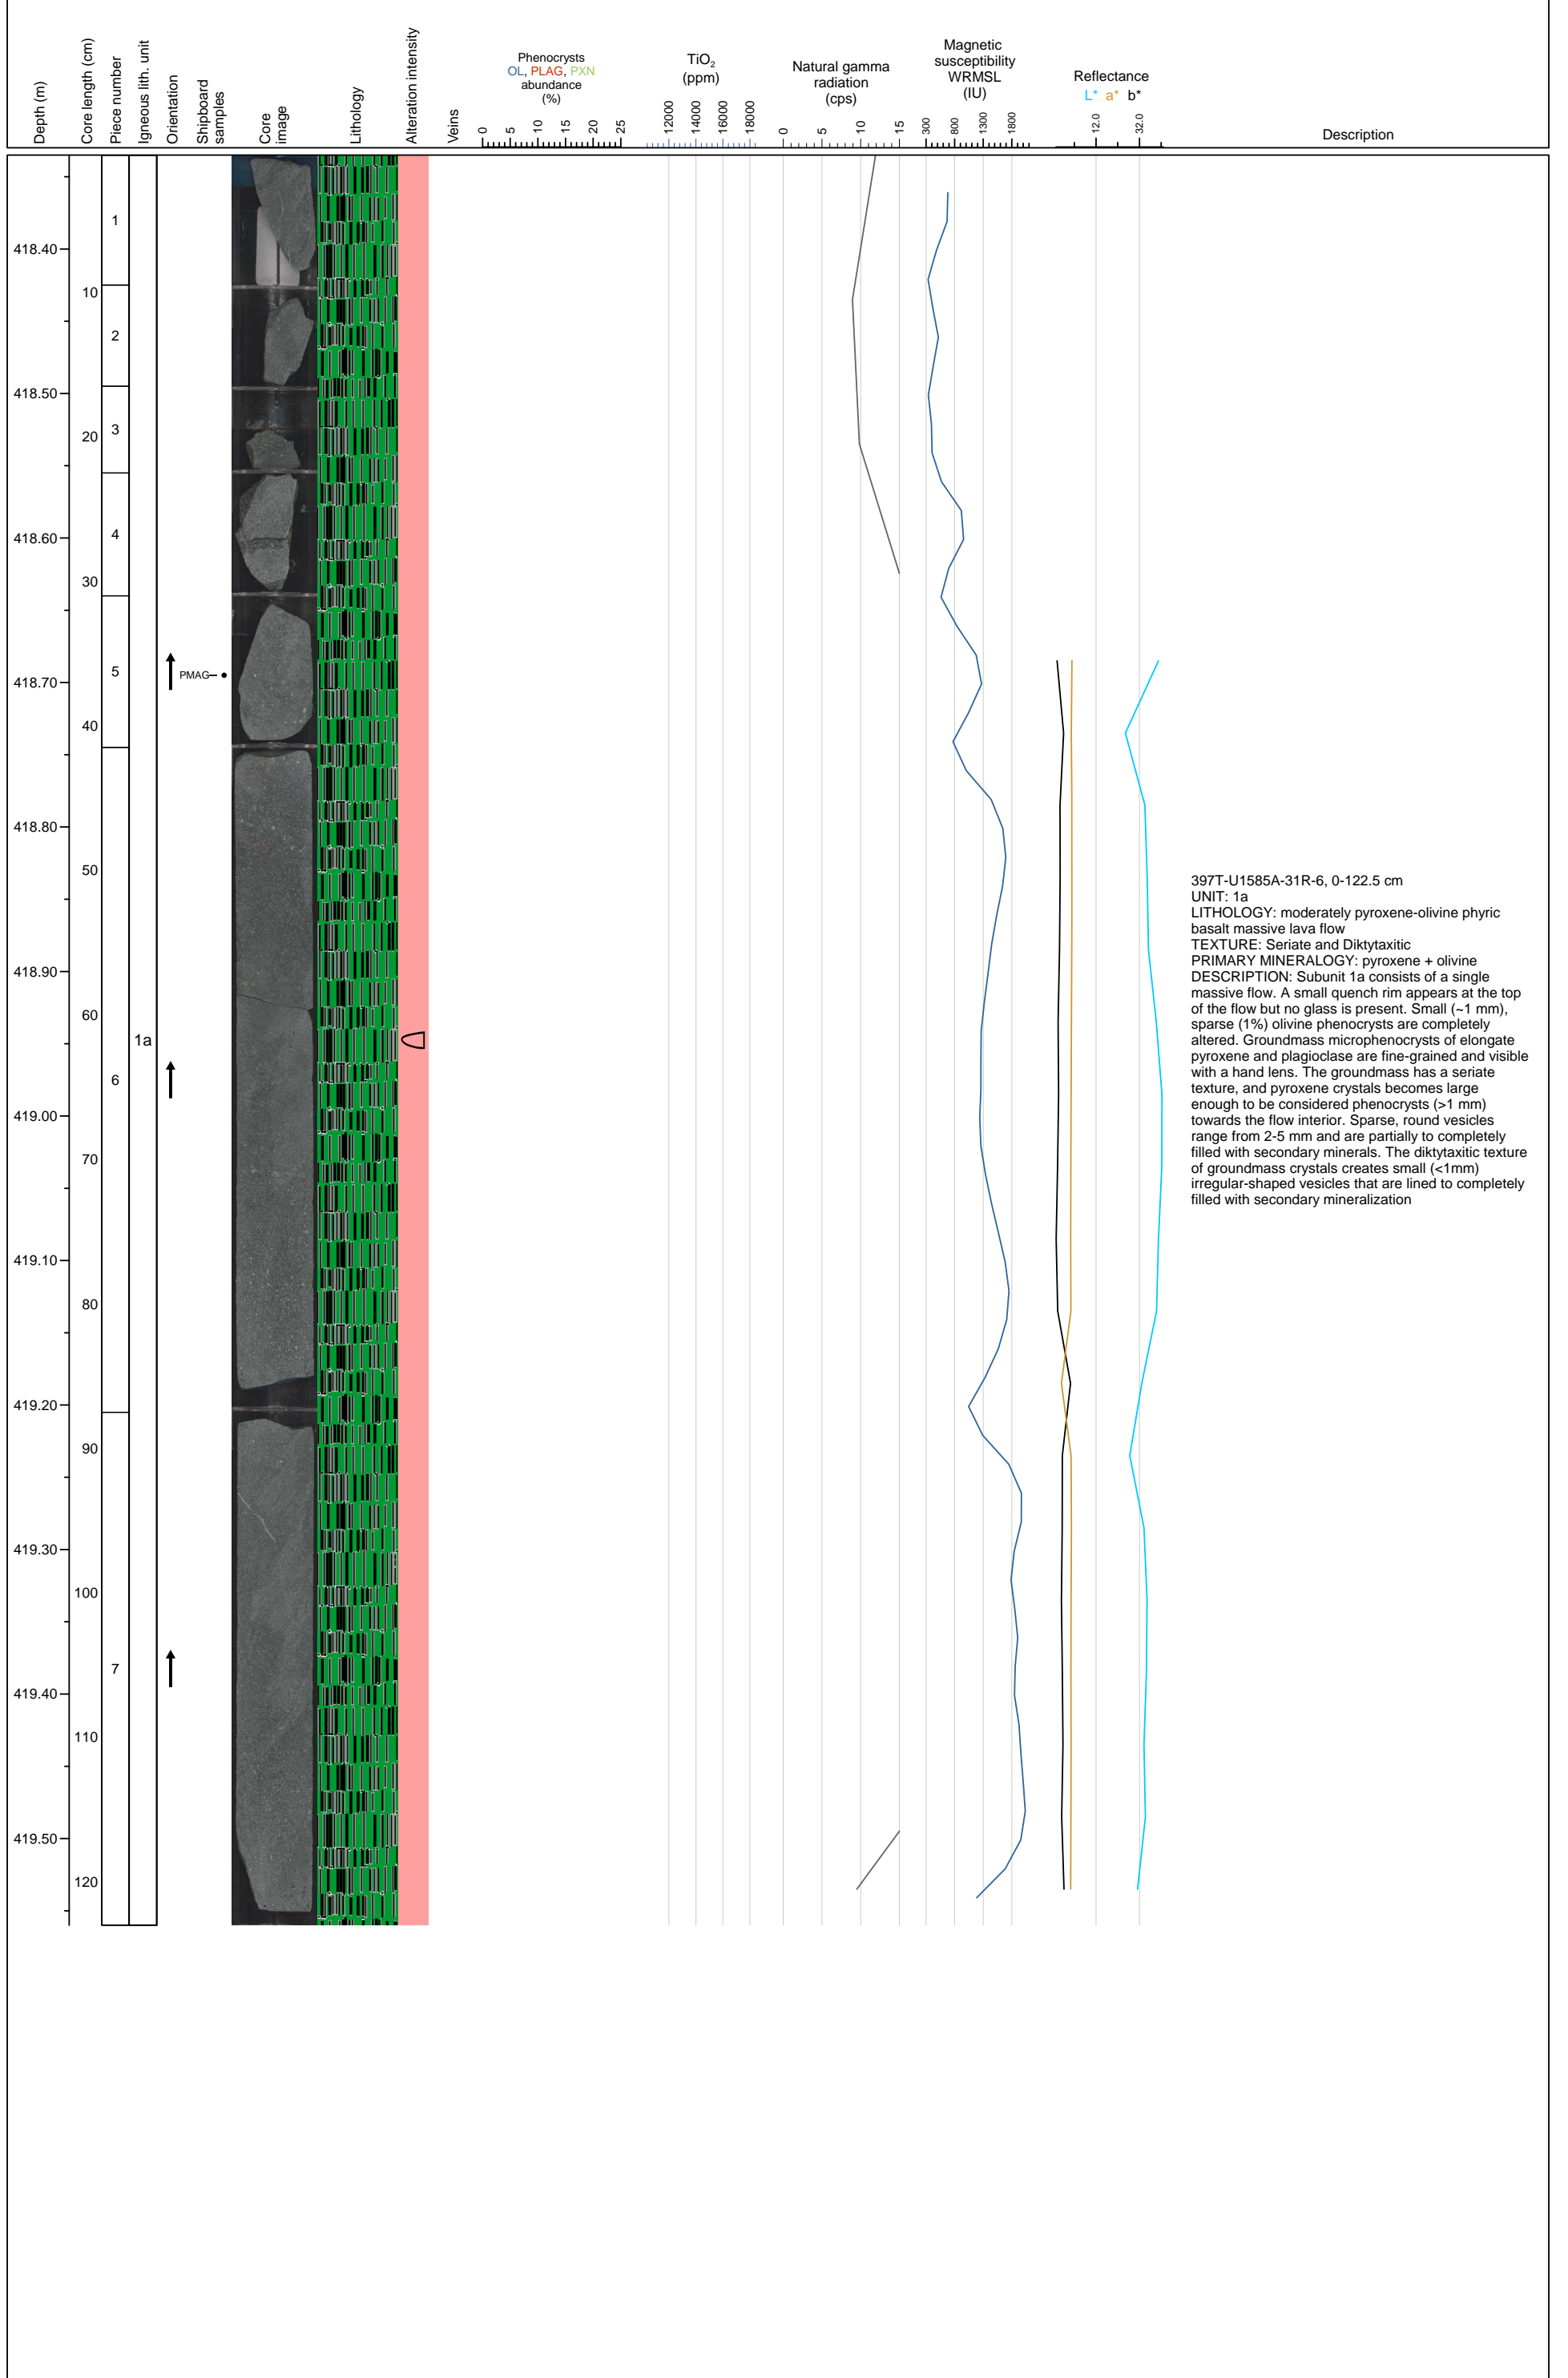 Depth (m)
Core length (cm)
Piece number
Igneous lith. unit
Orientation
Shipboard
samples
Core
image
Lithology
Alteration intensity
Veins
Phenocrysts
OL, PLAG, PXN
abundance
(%)
0 5 10 15 20 25
TiO2
(ppm)
12000 14000 16000 18000
Natural gamma
radiation
(cps)
0 5 10 15
Magnetic
susceptibility
WRMSL
(IU)
300 800 1300 1800
Reflectance
L* a* b*
12.0 32.0
Description
1
418.40
10
2
418.50
3
20
4
418.60
30
5
PMAG
418.70
40
418.80
50
418.90
60
1a
6
419.00
70
419.10
80
419.20
90
419.30
100
7
419.40
110
419.50
120
397T-U1585A-31R-6, 0-122.5 cm
UNIT: 1a
LITHOLOGY: moderately pyroxene-olivine phyric
basalt massive lava flow
TEXTURE: Seriate and Diktytaxitic
PRIMARY MINERALOGY: pyroxene + olivine
DESCRIPTION: Subunit 1a consists of a single
massive flow. A small quench rim appears at the top
of the flow but no glass is present. Small (~1 mm),
sparse (1%) olivine phenocrysts are completely
altered. Groundmass microphenocrysts of elongate
pyroxene and plagioclase are fine-grained and visible
with a hand lens. The groundmass has a seriate
texture, and pyroxene crystals becomes large
enough to be considered phenocrysts (>1 mm)
towards the flow interior. Sparse, round vesicles
range from 2-5 mm and are partially to completely
filled with secondary minerals. The diktytaxitic texture
of groundmass crystals creates small (<1mm)
irregular-shaped vesicles that are lined to completely
filled with secondary mineralization